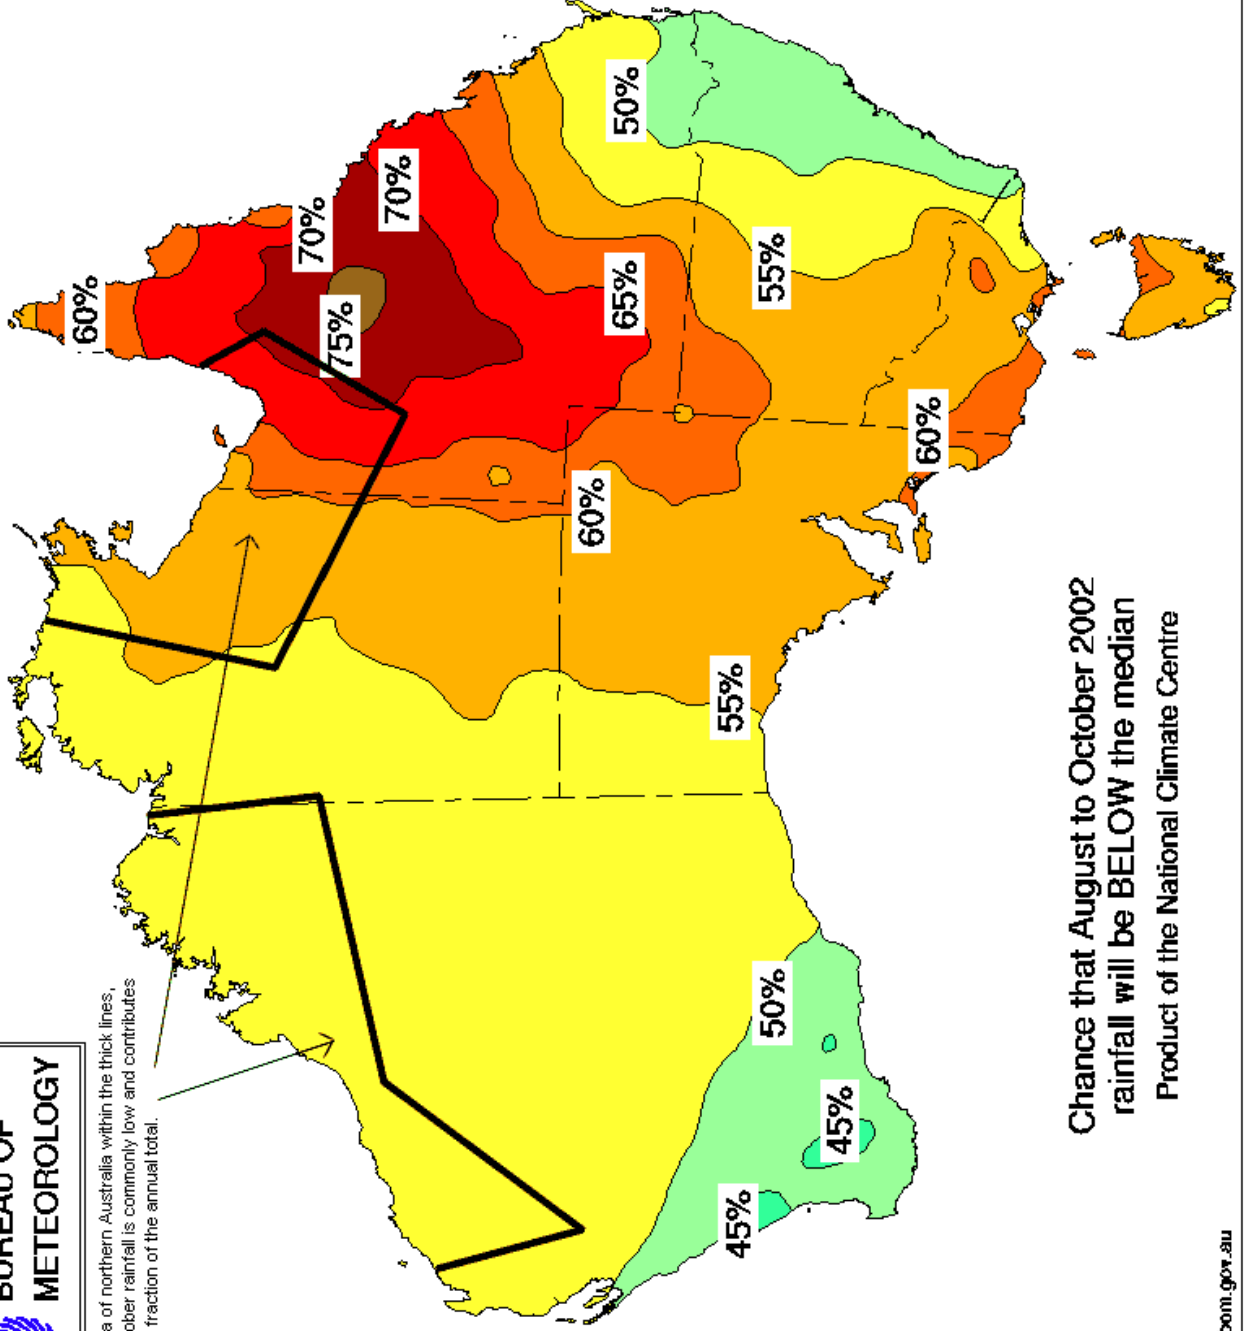 BUREAU OF
METEOROLOGY
a of northern Australia within the thick lines,
ober rainfall is commonly low and contributes
fraction of the annual total.
60%
70%
70%
75%
50%
65%
55%
60%
60%
55%
50%
45%
45%
Chance that August to October 2002
rainfall will be BELOW the median
Product of the National Climate Centre
om.gov.au